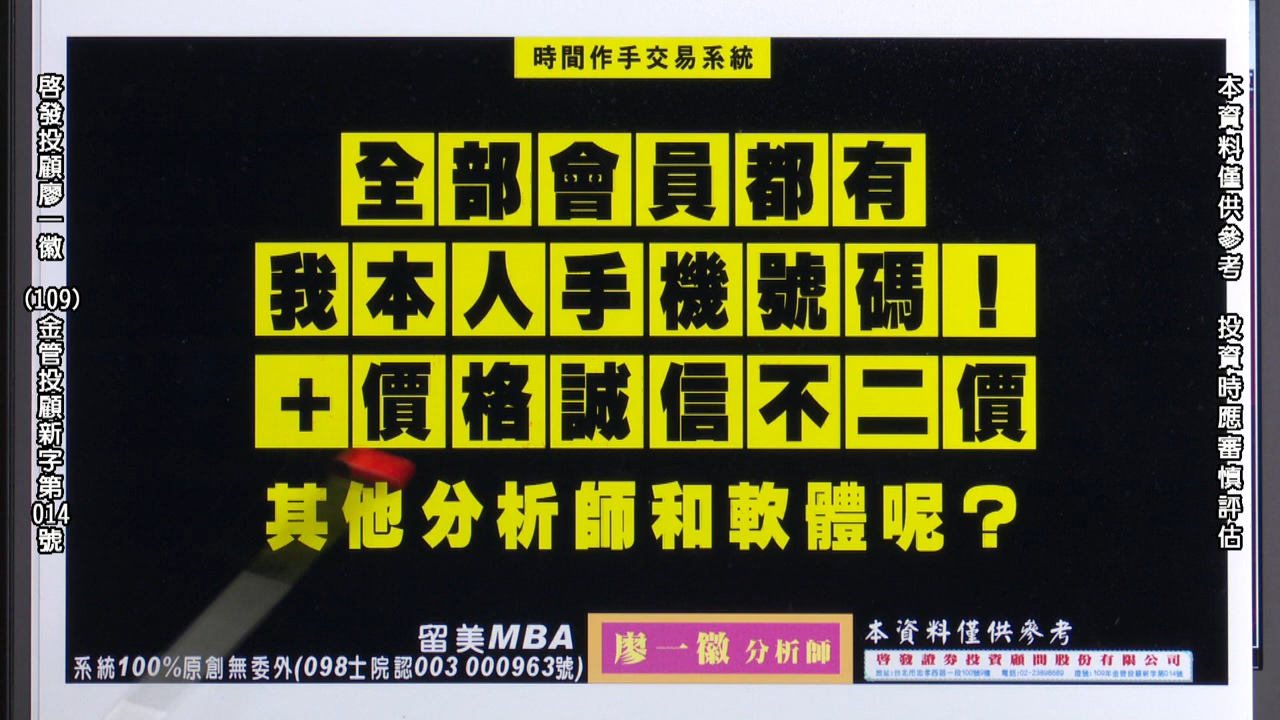 時間作手交易系統
全部會員都有
我本人手機號碼！
＋價格誠信不二價
其他分析師和軟體呢？
留美MBA
系統100%原創無委外(098士院認003 000963號)
廖一徽 分析師
本資料僅供參考
啓發證券投資顧問股份有限公司
啓發投顧廖一徽 (109)金管投顧新字第014號
本資料僅供參考 投資時應審慎評估